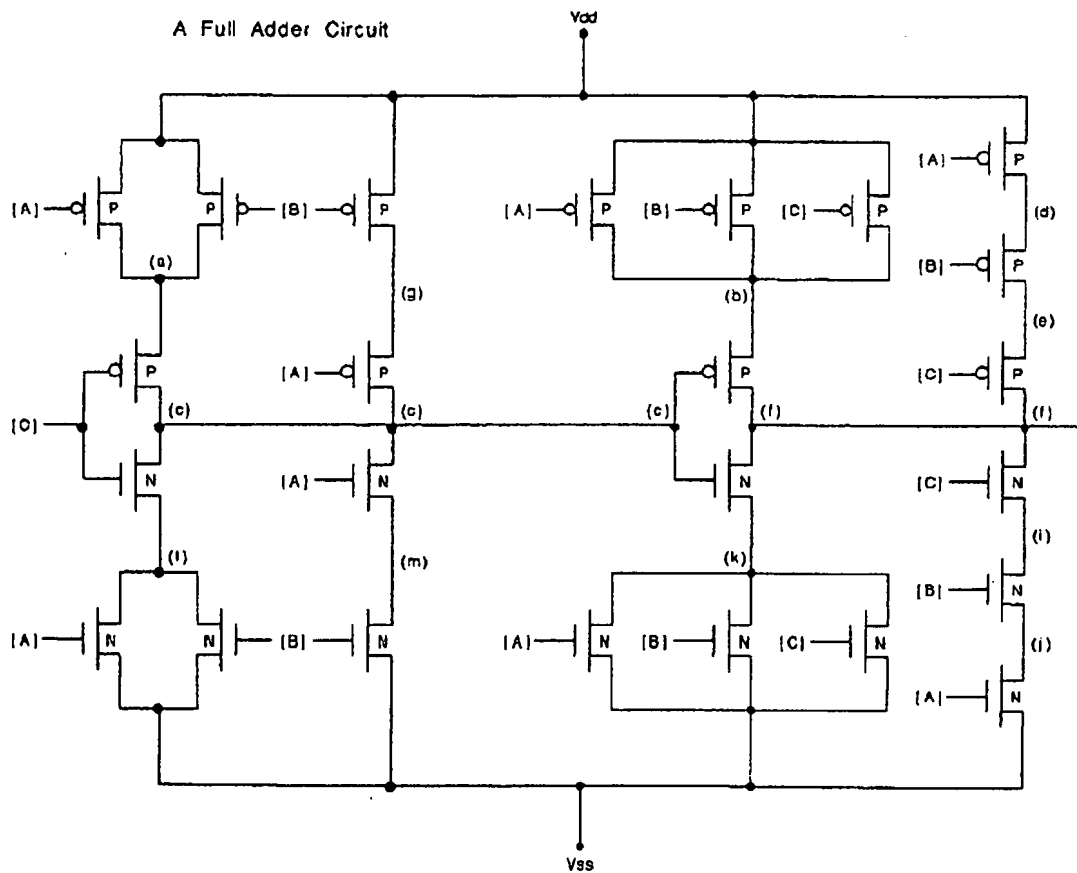 A Full Adder Circuit
Vdd
[A] P P [B] P [A] P [B] P [C] P [A] P
(d)
(a) (g) (b) [B] P
(e)
P [A] P P [C] P
[C] (c) (c) (c) (f) (f)
N [A] N N [C] N
(l) (m) (k) (i)
[B] N
[A] N N [B] N [A] N [B] N [C] N (j)
[A] N
Vss